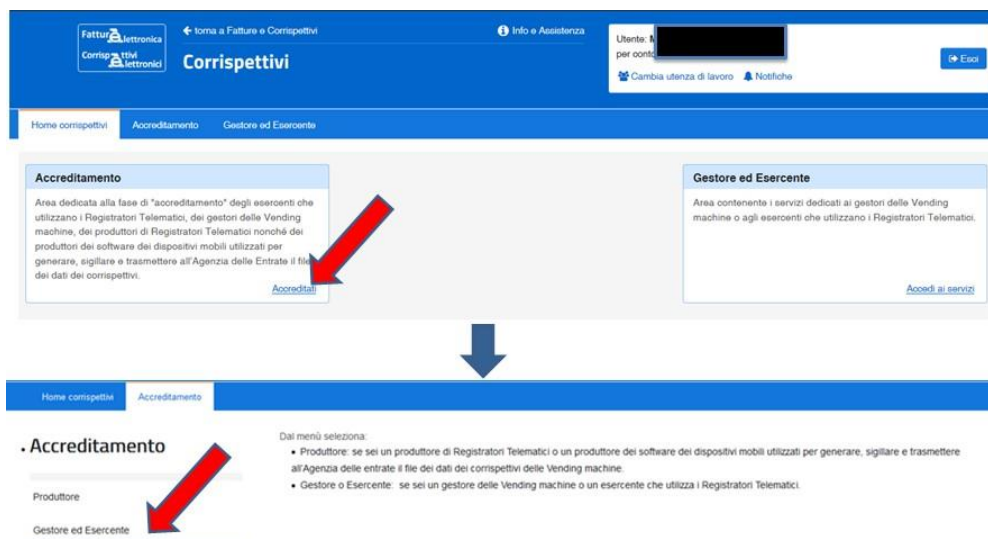 FatturAElettronica
CorrispettiviElettronici
torna a Fatture e Corrispettivi
Corrispettivi
Info e Assistenza
Utente: M
per conto
Cambia utenza di lavoro Notifiche
Esci
Home corrispettivi Accreditamento Gestore ed Esercente
Accreditamento
Area dedicata alla fase di "accreditamento" degli esercenti che
utilizzano i Registratori Telematici, dei gestori delle Vending
machine, dei produttori di Registratori Telematici nonché dei
produttori dei software dei dispositivi mobili utilizzati per
generare, sigillare e trasmettere all'Agenzia delle Entrate il file
dei dati dei corrispettivi.
Accreditati
Gestore ed Esercente
Area contenente i servizi dedicati ai gestori delle Vending
machine o agli esercenti che utilizzano i Registratori Telematici.
Accedi ai servizi
Home corrispettivi Accreditamento
Accreditamento
Produttore
Gestore ed Esercente
Dal menù seleziona:
• Produttore: se sei un produttore di Registratori Telematici o un produttore dei software dei dispositivi mobili utilizzati per generare, sigillare e trasmettere
all'Agenzia delle entrate il file dei dati dei corrispettivi delle Vending machine.
• Gestore o Esercente: se sei un gestore delle Vending machine o un esercente che utilizza i Registratori Telematici.